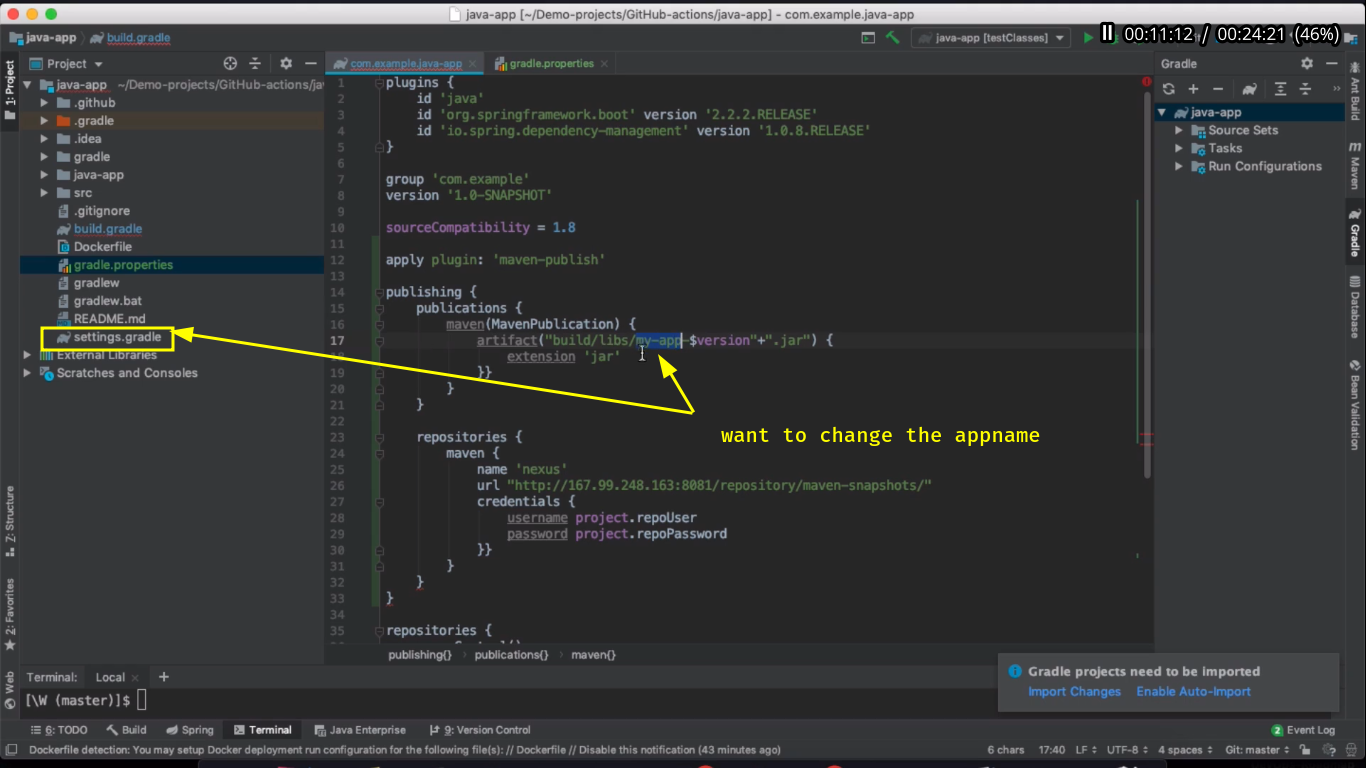 java-app [~/Demo-projects/GitHub-actions/java-app] - com.example.java-app
java-app
build.gradle
java-app [testClasses]
00:11:12 / 00:24:21 (46%)
Project
com.example.java-app
gradle.properties
Gradle
1: Project
java-app ~/Demo-projects/GitHub-actions/jav
.github
.gradle
.idea
gradle
java-app
src
.gitignore
build.gradle
Dockerfile
gradle.properties
gradlew
gradlew.bat
README.md
settings.gradle
External Libraries
Scratches and Consoles
1 plugins {
2 id 'java'
3 id 'org.springframework.boot' version '2.2.2.RELEASE'
4 id 'io.spring.dependency-management' version '1.0.8.RELEASE'
5 }
6
7 group 'com.example'
8 version '1.0-SNAPSHOT'
9
10 sourceCompatibility = 1.8
11
12 apply plugin: 'maven-publish'
13
14 publishing {
15 publications {
16 maven(MavenPublication) {
17 artifact("build/libs/my-app-$version"+".jar") {
extension 'jar'
19 }}
20 }
21 }
22
23 repositories {
24 maven {
25 name 'nexus'
26 url "http://167.99.248.163:8081/repository/maven-snapshots/"
27 credentials {
28 username project.repoUser
29 password project.repoPassword
30 }}
31 }
32 }
33 }
34
35 repositories {
want to change the appname
java-app
Source Sets
Tasks
Run Configurations
Ant Build
Maven
Gradle
Database
Bean Validation
Z: Structure
2: Favorites
Web
publishing{} publications{} maven{}
Terminal: Local +
[\W (master)]$
Gradle projects need to be imported
Import Changes Enable Auto-Import
6: TODO Build Spring Terminal Java Enterprise 9: Version Control
2 Event Log
Dockerfile detection: You may setup Docker deployment run configuration for the following file(s): // Dockerfile // Disable this notification (43 minutes ago)
6 chars 17:40 LF UTF-8 4 spaces Git: master